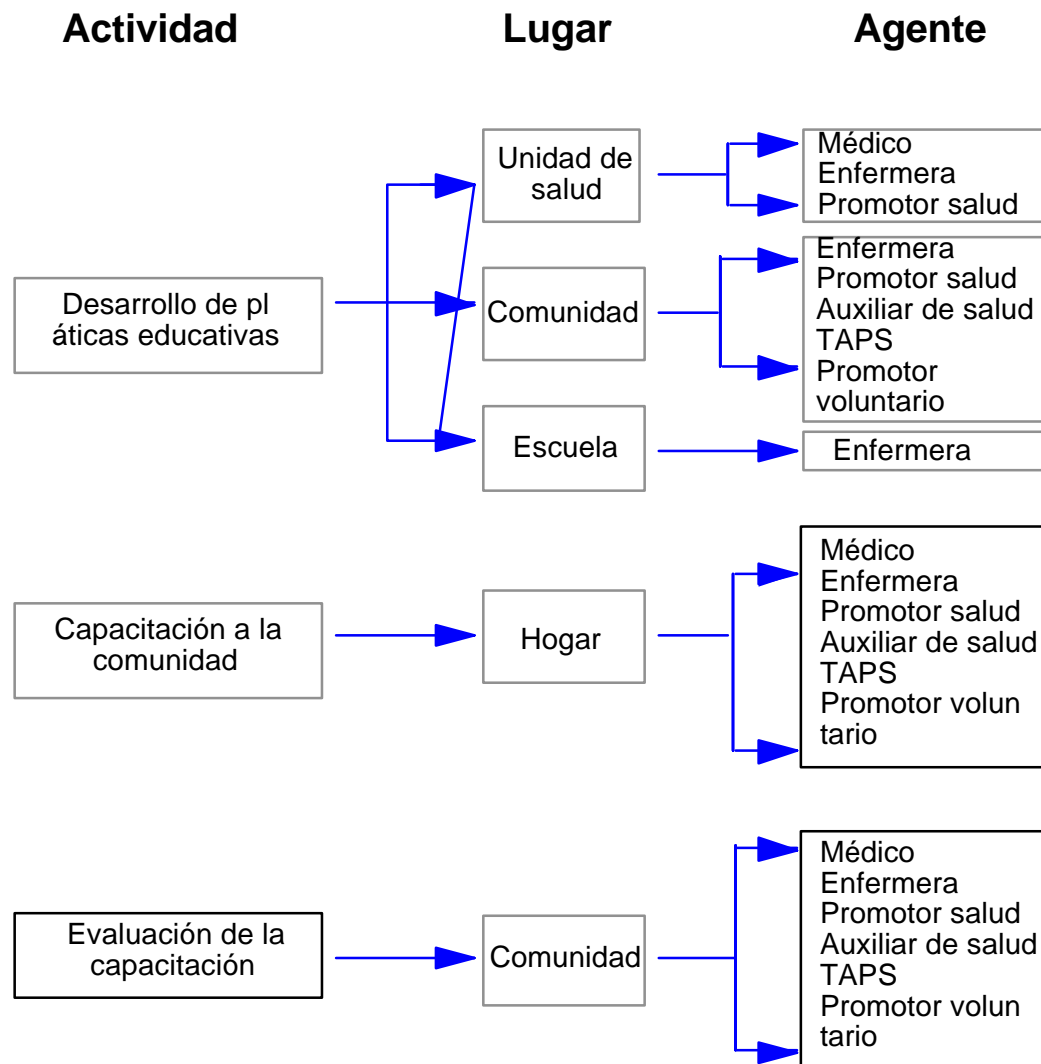 Actividad
Lugar
Agente
Desarrollo de pl
áticas educativas
Unidad de
salud
Médico
Enfermera
Promotor salud
Comunidad
Enfermera
Promotor salud
Auxiliar de salud
TAPS
Promotor
voluntario
Escuela
Enfermera
Capacitación a la
comunidad
Hogar
Médico
Enfermera
Promotor salud
Auxiliar de salud
TAPS
Promotor volun
tario
Evaluación de la
capacitación
Comunidad
Médico
Enfermera
Promotor salud
Auxiliar de salud
TAPS
Promotor volun
tario